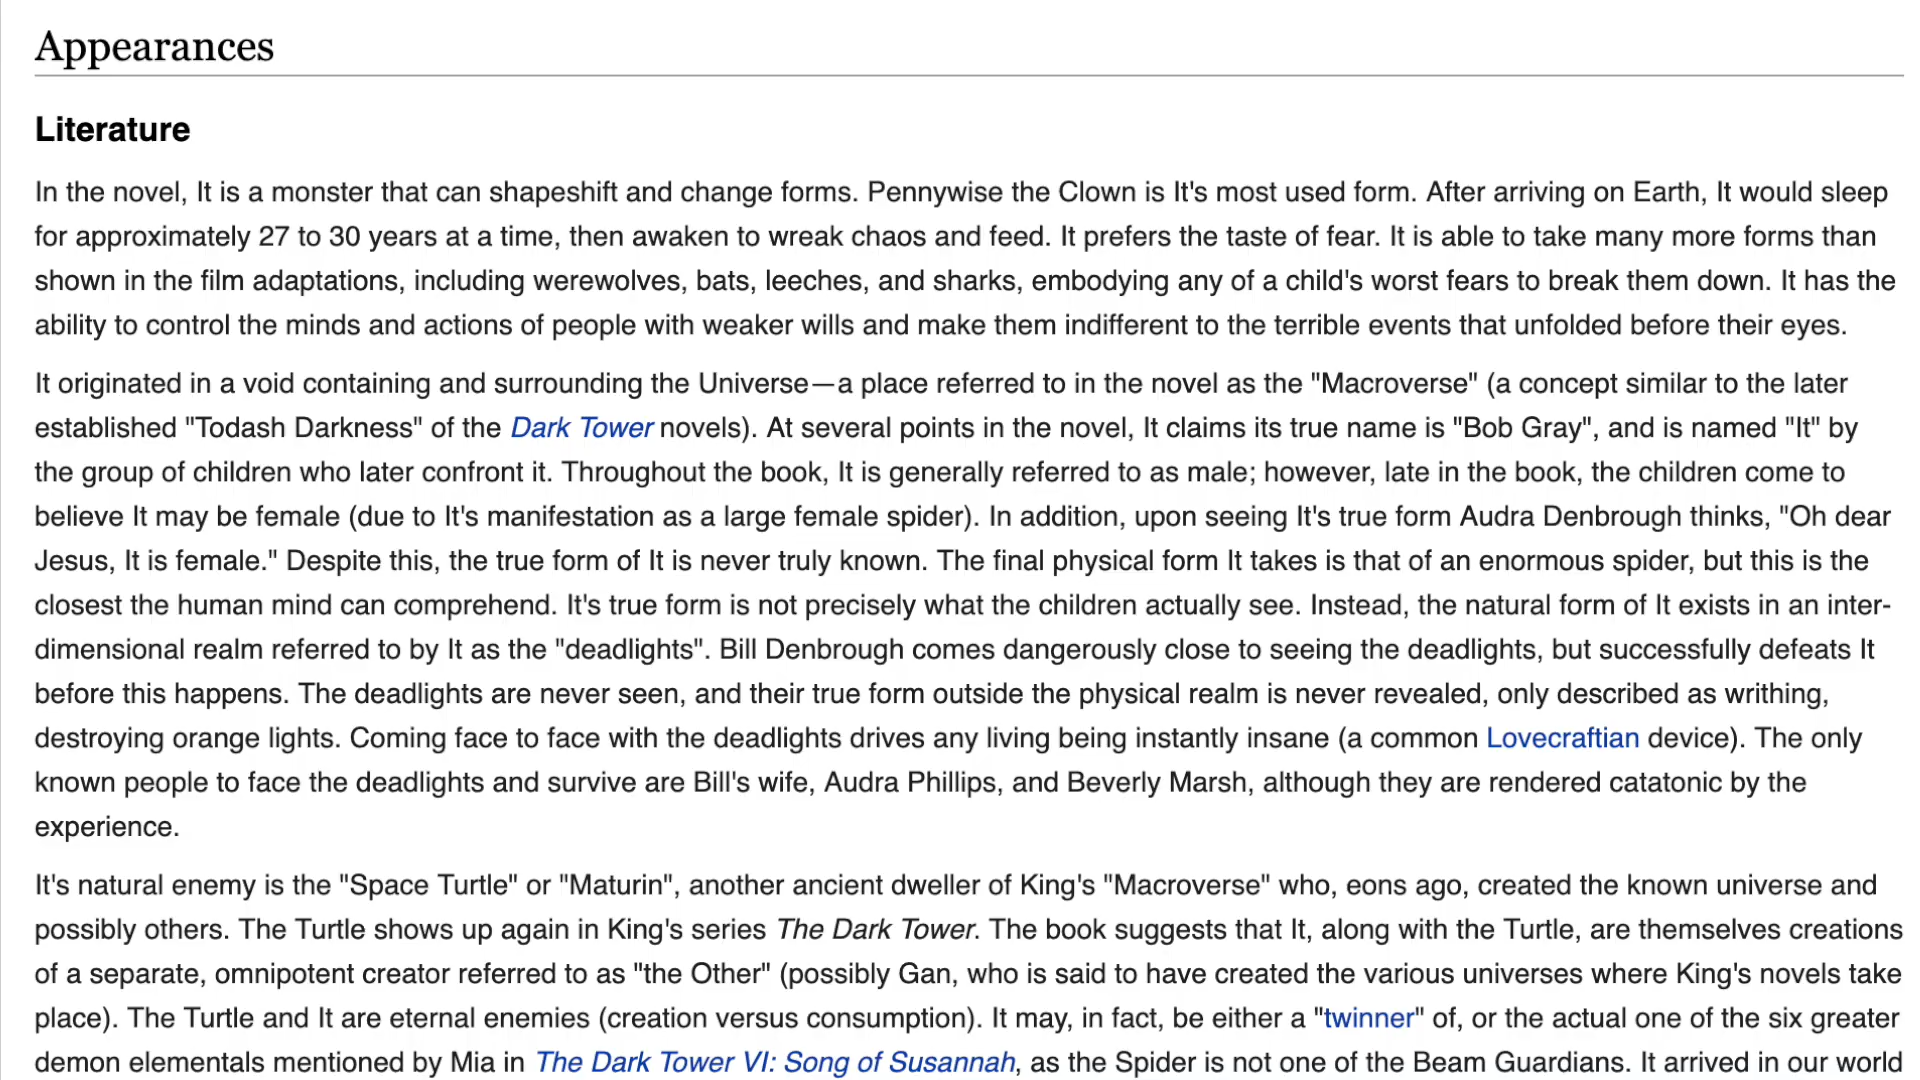 Appearances
Literature
In the novel, It is a monster that can shapeshift and change forms. Pennywise the Clown is It's most used form. After arriving on Earth, It would sleep
for approximately 27 to 30 years at a time, then awaken to wreak chaos and feed. It prefers the taste of fear. It is able to take many more forms than
shown in the film adaptations, including werewolves, bats, leeches, and sharks, embodying any of a child's worst fears to break them down. It has the
ability to control the minds and actions of people with weaker wills and make them indifferent to the terrible events that unfolded before their eyes.
It originated in a void containing and surrounding the Universe—a place referred to in the novel as the "Macroverse" (a concept similar to the later
established "Todash Darkness" of the Dark Tower novels). At several points in the novel, It claims its true name is "Bob Gray", and is named "It" by
the group of children who later confront it. Throughout the book, It is generally referred to as male; however, late in the book, the children come to
believe It may be female (due to It's manifestation as a large female spider). In addition, upon seeing It's true form Audra Denbrough thinks, "Oh dear
Jesus, It is female." Despite this, the true form of It is never truly known. The final physical form It takes is that of an enormous spider, but this is the
closest the human mind can comprehend. It's true form is not precisely what the children actually see. Instead, the natural form of It exists in an inter-
dimensional realm referred to by It as the "deadlights". Bill Denbrough comes dangerously close to seeing the deadlights, but successfully defeats It
before this happens. The deadlights are never seen, and their true form outside the physical realm is never revealed, only described as writhing,
destroying orange lights. Coming face to face with the deadlights drives any living being instantly insane (a common Lovecraftian device). The only
known people to face the deadlights and survive are Bill's wife, Audra Phillips, and Beverly Marsh, although they are rendered catatonic by the
experience.
It's natural enemy is the "Space Turtle" or "Maturin", another ancient dweller of King's "Macroverse" who, eons ago, created the known universe and
possibly others. The Turtle shows up again in King's series The Dark Tower. The book suggests that It, along with the Turtle, are themselves creations
of a separate, omnipotent creator referred to as "the Other" (possibly Gan, who is said to have created the various universes where King's novels take
place). The Turtle and It are eternal enemies (creation versus consumption). It may, in fact, be either a "twinner" of, or the actual one of the six greater
demon elementals mentioned by Mia in The Dark Tower VI: Song of Susannah, as the Spider is not one of the Beam Guardians. It arrived in our world